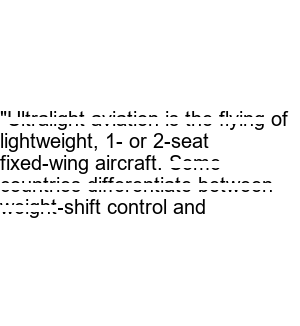 "Ultralight aviation is the flying of
lightweight, 1- or 2-seat
fixed-wing aircraft. Some
countries differentiate between
weight-shift control and